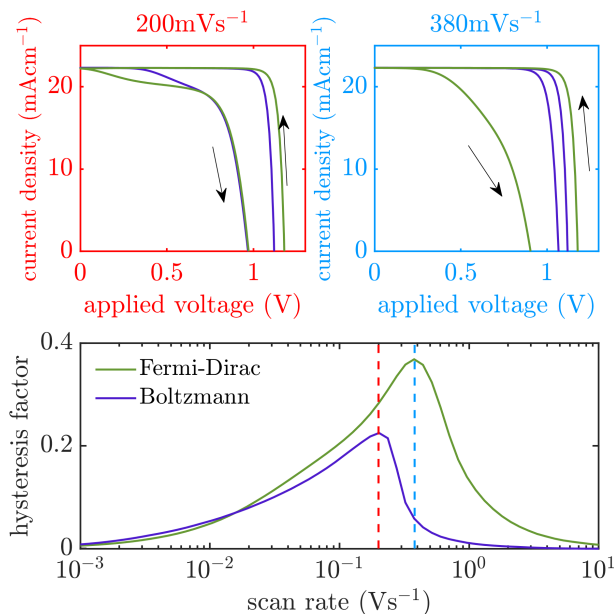 200mVs⁻¹
380mVs⁻¹
current density (mAcm⁻¹)
20
10
0
0
0.5
1
applied voltage (V)
current density (mAcm⁻¹)
20
10
0
0
0.5
1
applied voltage (V)
hysteresis factor
0.4
0.2
0
Fermi-Dirac
Boltzmann
10⁻³
10⁻²
10⁻¹
10⁰
10¹
scan rate (Vs⁻¹)